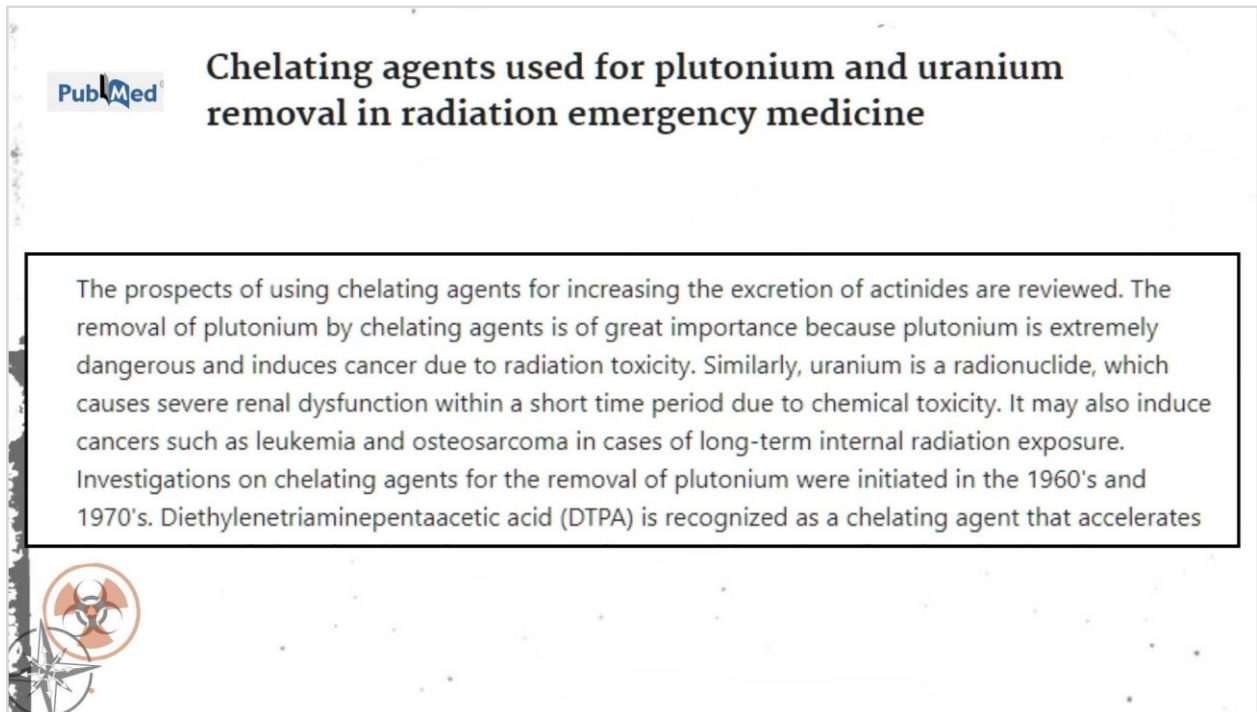 PubMed
Chelating agents used for plutonium and uranium
removal in radiation emergency medicine
The prospects of using chelating agents for increasing the excretion of actinides are reviewed. The
removal of plutonium by chelating agents is of great importance because plutonium is extremely
dangerous and induces cancer due to radiation toxicity. Similarly, uranium is a radionuclide, which
causes severe renal dysfunction within a short time period due to chemical toxicity. It may also induce
cancers such as leukemia and osteosarcoma in cases of long-term internal radiation exposure.
Investigations on chelating agents for the removal of plutonium were initiated in the 1960's and
1970's. Diethylenetriaminepentaacetic acid (DTPA) is recognized as a chelating agent that accelerates